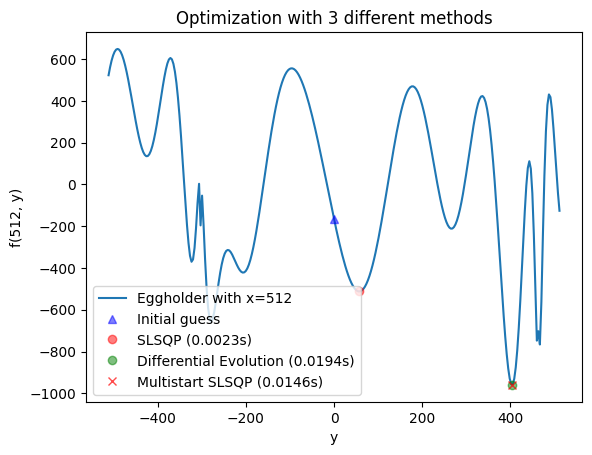 Optimization with 3 different methods
f(512, y)
600
400
200
0
−200
−400
−600
−800
−1000
Eggholder with x=512
Initial guess
SLSQP (0.0023s)
Differential Evolution (0.0194s)
Multistart SLSQP (0.0146s)
−400
−200
0
200
400
y